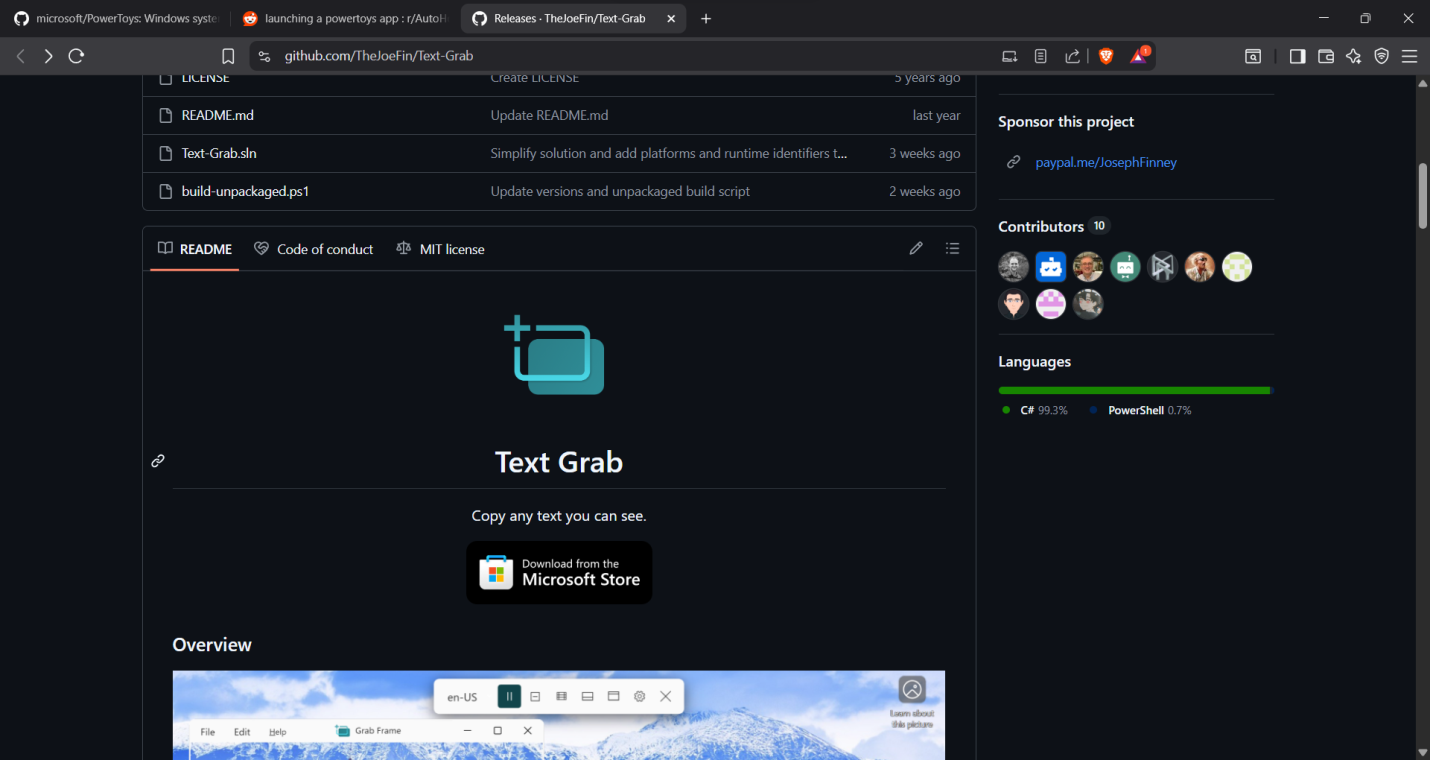 microsoft/PowerToys: Windows syste
launching a powertoys app : r/AutoH
Releases · TheJoeFin/Text-Grab
github.com/TheJoeFin/Text-Grab
1
LICENSE Create LICENSE 5 years ago
README.md Update README.md last year
Text-Grab.sln Simplify solution and add platforms and runtime identifiers t... 3 weeks ago
build-unpackaged.ps1 Update versions and unpackaged build script 2 weeks ago
README Code of conduct MIT license
Text Grab
Copy any text you can see.
Download from the
Microsoft Store
Overview
en-US
Learn about
this picture
File Edit Help Grab Frame
Sponsor this project
paypal.me/JosephFinney
Contributors 10
Languages
C# 99.3% PowerShell 0.7%